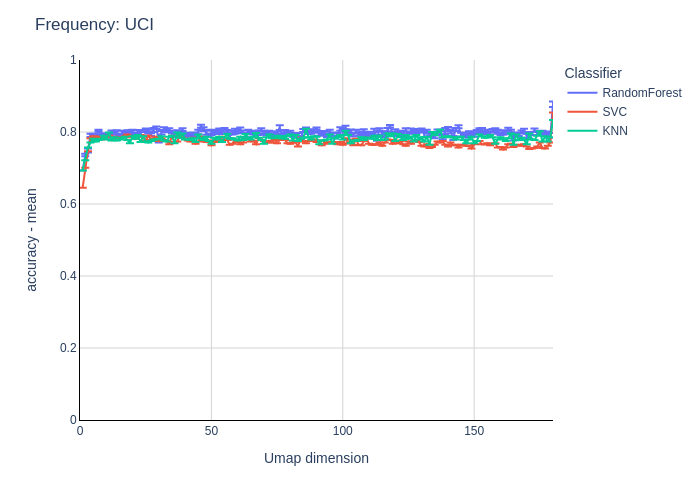 Frequency: UCI
1
0.8
0.6
0.4
0.2
0
0
50
100
150
accuracy - mean
Umap dimension
Classifier
RandomForest
SVC
KNN